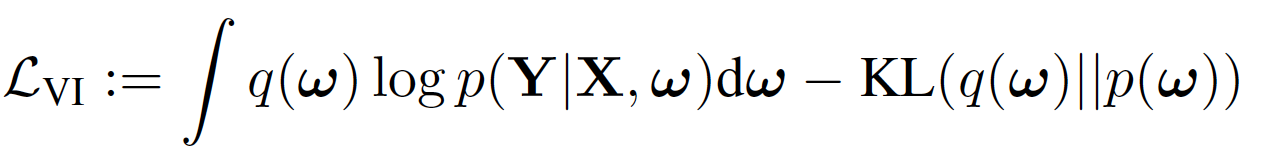 ℒ_VI := ∫ q(𝝎) log p(𝐘|𝐗, 𝝎)d𝝎 − KL(q(𝝎)||p(𝝎))